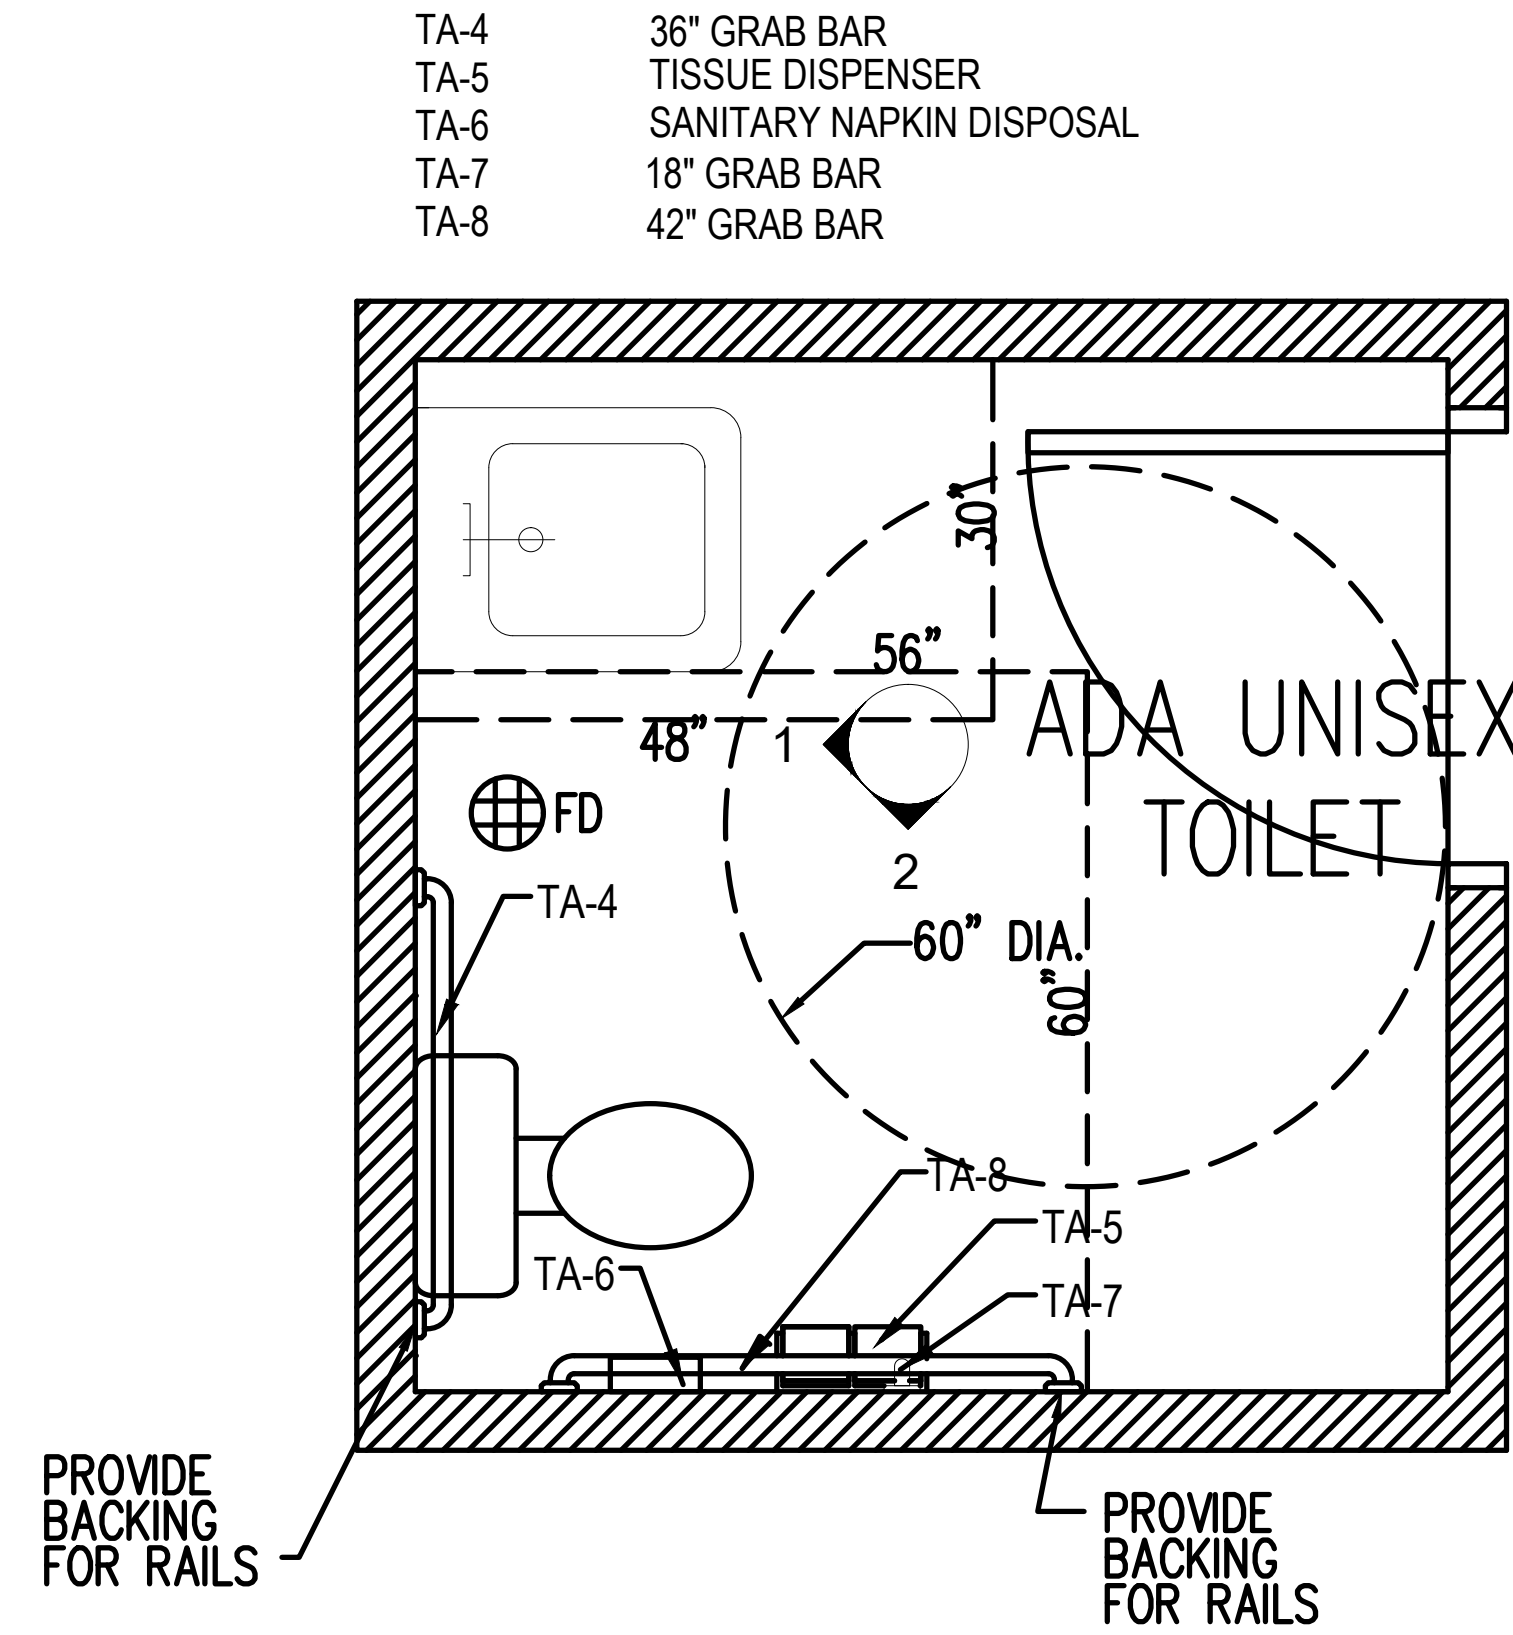 TA-4 36" GRAB BAR
TA-5 TISSUE DISPENSER
TA-6 SANITARY NAPKIN DISPOSAL
TA-7 18" GRAB BAR
TA-8 42" GRAB BAR
30”
56”
48”
1
ADA UNISEX
TOILET
FD
2
TA-4
60” DIA.
60”
TA-8
TA-5
TA-6
TA-7
PROVIDE
BACKING
FOR RAILS
PROVIDE
BACKING
FOR RAILS